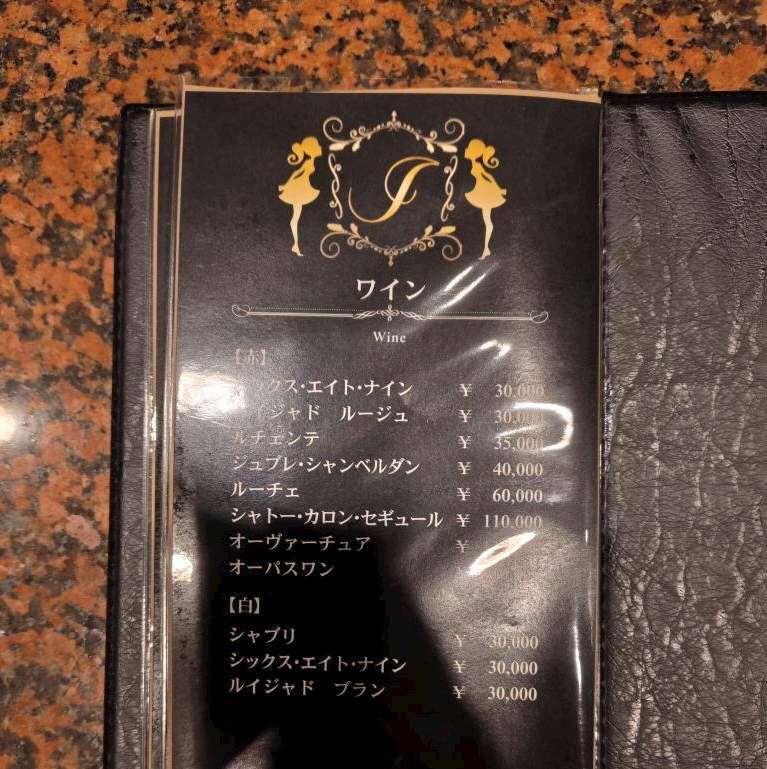 J
ワイン
Wine
【赤】
クス・エイト・ナイン ¥ 30,000
イジャド ルージュ ¥ 30,000
ルチェンテ ¥ 35,000
ジュブレ・シャンベルダン ¥ 40,000
ルーチェ ¥ 60,000
シャトー・カロン・セギュール ¥ 110,000
オーヴァーチュア ¥
オーパスワン
【白】
シャブリ ¥ 30,000
シックス・エイト・ナイン ¥ 30,000
ルイジャド ブラン ¥ 30,000